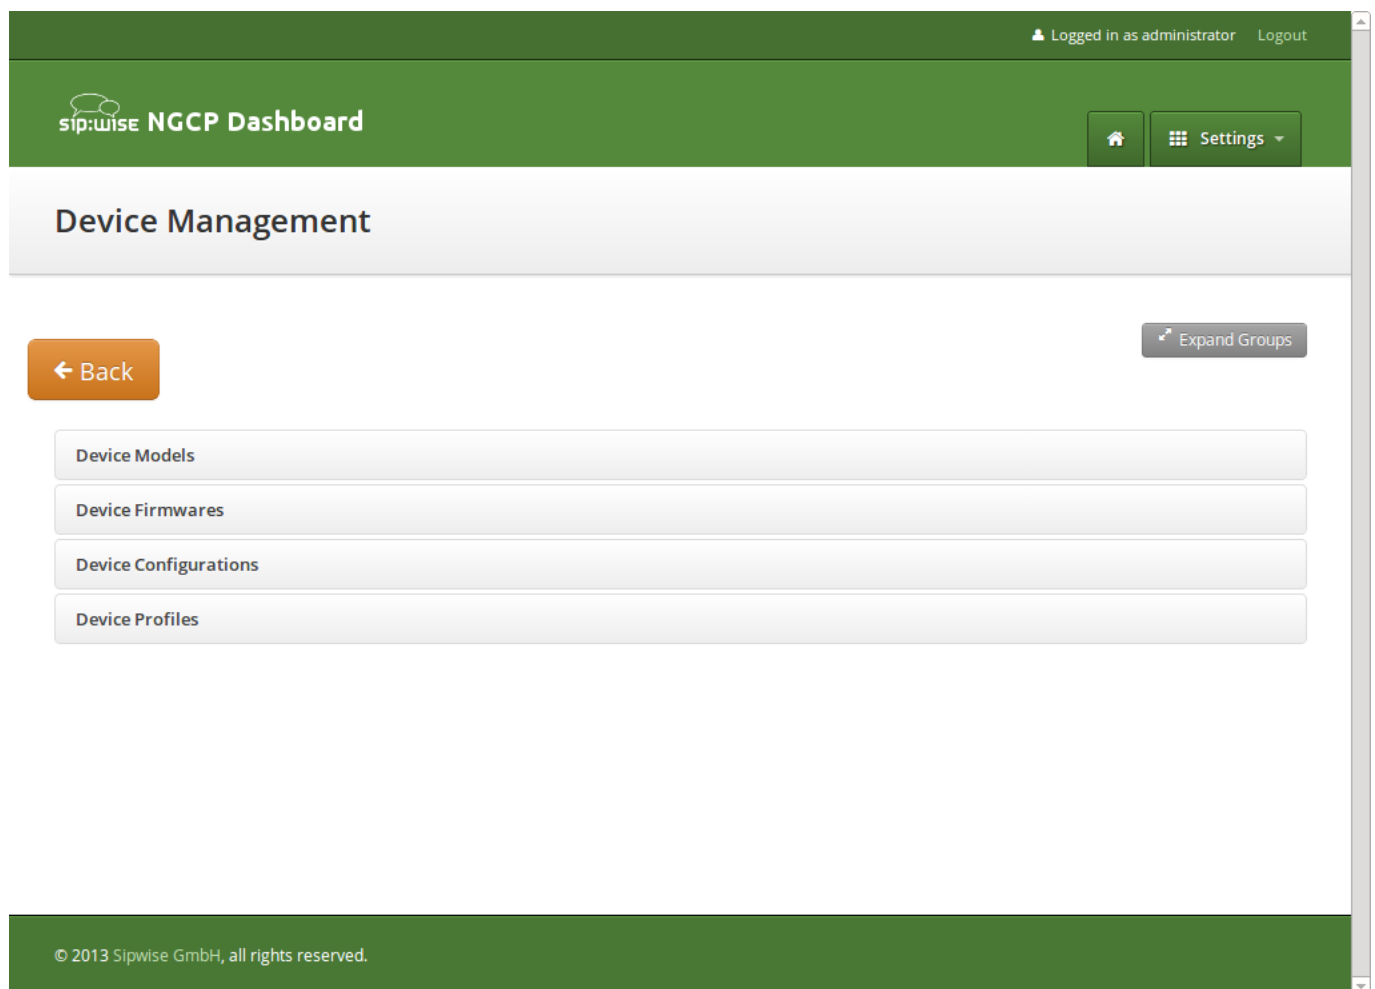 Logged in as administrator Logout
sip:wise NGCP Dashboard
Settings
Device Management
Expand Groups
Back
Device Models
Device Firmwares
Device Configurations
Device Profiles
© 2013 Sipwise GmbH, all rights reserved.